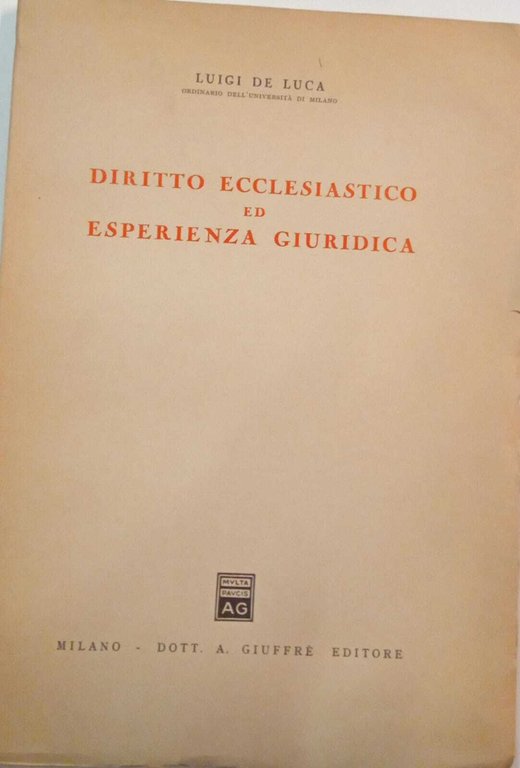 LUIGI DE LUCA
ORDINARIO DELL'UNIVERSITÀ DI MILANO
DIRITTO ECCLESIASTICO
ED
ESPERIENZA GIURIDICA
MVLTA
PAVCIS
AG
MILANO - DOTT. A. GIUFFRÈ EDITORE